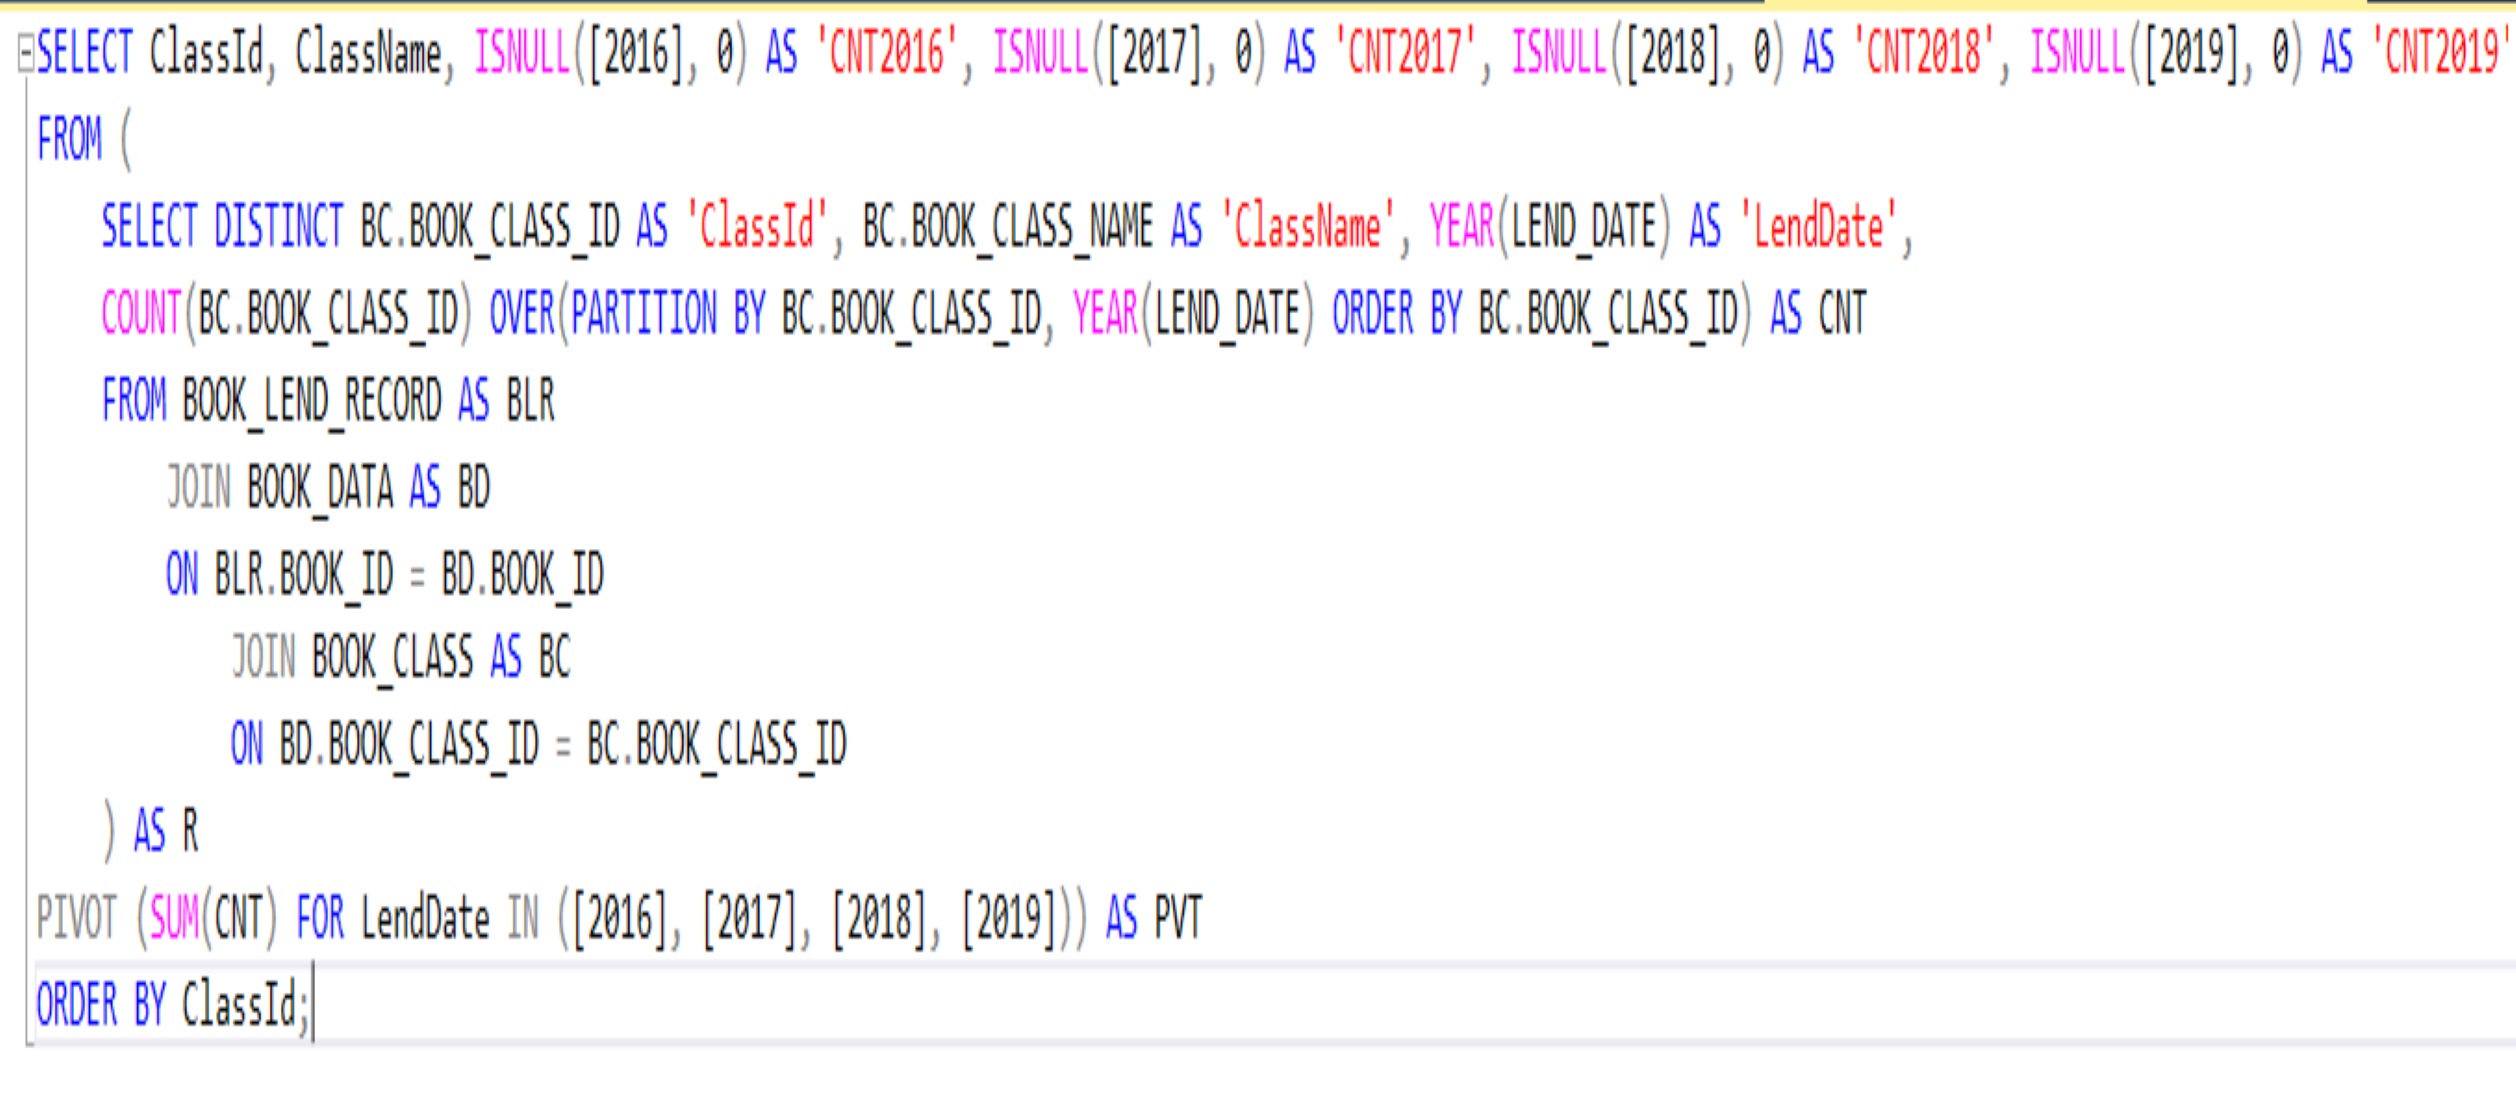 SELECT ClassId, ClassName, ISNULL([2016], 0) AS 'CNT2016', ISNULL([2017], 0) AS 'CNT2017', ISNULL([2018], 0) AS 'CNT2018', ISNULL([2019], 0) AS 'CNT2019'
FROM (
SELECT DISTINCT BC.BOOK_CLASS_ID AS 'ClassId', BC.BOOK_CLASS_NAME AS 'ClassName', YEAR(LEND_DATE) AS 'LendDate',
COUNT(BC.BOOK_CLASS_ID) OVER(PARTITION BY BC.BOOK_CLASS_ID, YEAR(LEND_DATE) ORDER BY BC.BOOK_CLASS_ID) AS CNT
FROM BOOK_LEND_RECORD AS BLR
JOIN BOOK_DATA AS BD
ON BLR.BOOK_ID = BD.BOOK_ID
JOIN BOOK_CLASS AS BC
ON BD.BOOK_CLASS_ID = BC.BOOK_CLASS_ID
) AS R
PIVOT (SUM(CNT) FOR LendDate IN ([2016], [2017], [2018], [2019])) AS PVT
ORDER BY ClassId;